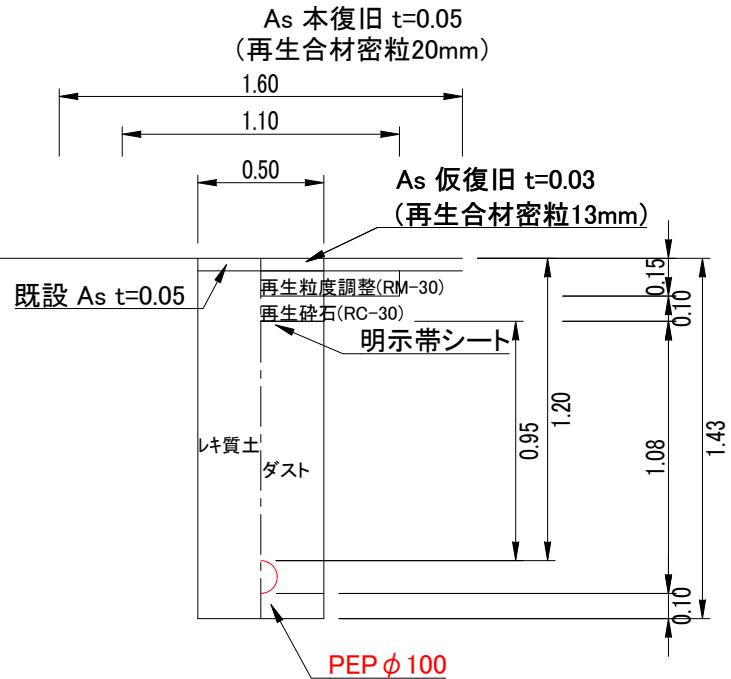 As 本復旧 t=0.05
(再生合材密粒20mm)
1.60
1.10
0.50
As 仮復旧 t=0.03
(再生合材密粒13mm)
既設 As t=0.05
再生粒度調整(RM-30)
再生砕石(RC-30)
明示帯シート
0.15
0.10
レキ質土
ダスト
0.95
1.20
1.08
1.43
0.10
PEPφ100